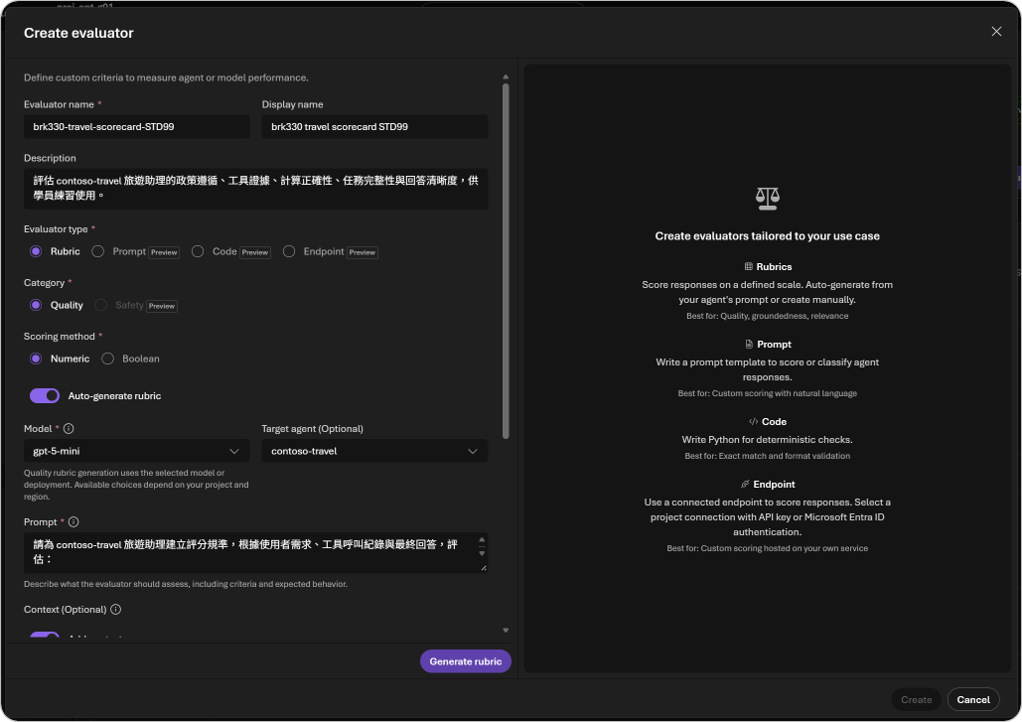 Create evaluator
Define custom criteria to measure agent or model performance.
Evaluator name *
Display name
brk330-travel-scorecard-STD99
brk330 travel scorecard STD99
Description
評估 contoso-travel 旅遊助理的政策遵循、工具證據、計算正確性、任務完整性與回答清晰度，供
學員練習使用。
Evaluator type *
Rubric
Prompt Preview
Code Preview
Endpoint Preview
Category *
Quality
Safety Preview
Scoring method *
Numeric
Boolean
Auto-generate rubric
Model *
Target agent (Optional)
gpt-5-mini
contoso-travel
Quality rubric generation uses the selected model or
deployment. Available choices depend on your project and
region.
Prompt *
請為 contoso-travel 旅遊助理建立評分規準，根據使用者需求、工具呼叫紀錄與最終回答，評
估：
Describe what the evaluator should assess, including criteria and expected behavior.
Context (Optional)
Generate rubric
Create evaluators tailored to your use case
Rubrics
Score responses on a defined scale. Auto-generate from
your agent's prompt or create manually.
Best for: Quality, groundedness, relevance
Prompt
Write a prompt template to score or classify agent
responses.
Best for: Custom scoring with natural language
Code
Write Python for deterministic checks.
Best for: Exact match and format validation
Endpoint
Use a connected endpoint to score responses. Select a
project connection with API key or Microsoft Entra ID
authentication.
Best for: Custom scoring hosted on your own service
Create
Cancel